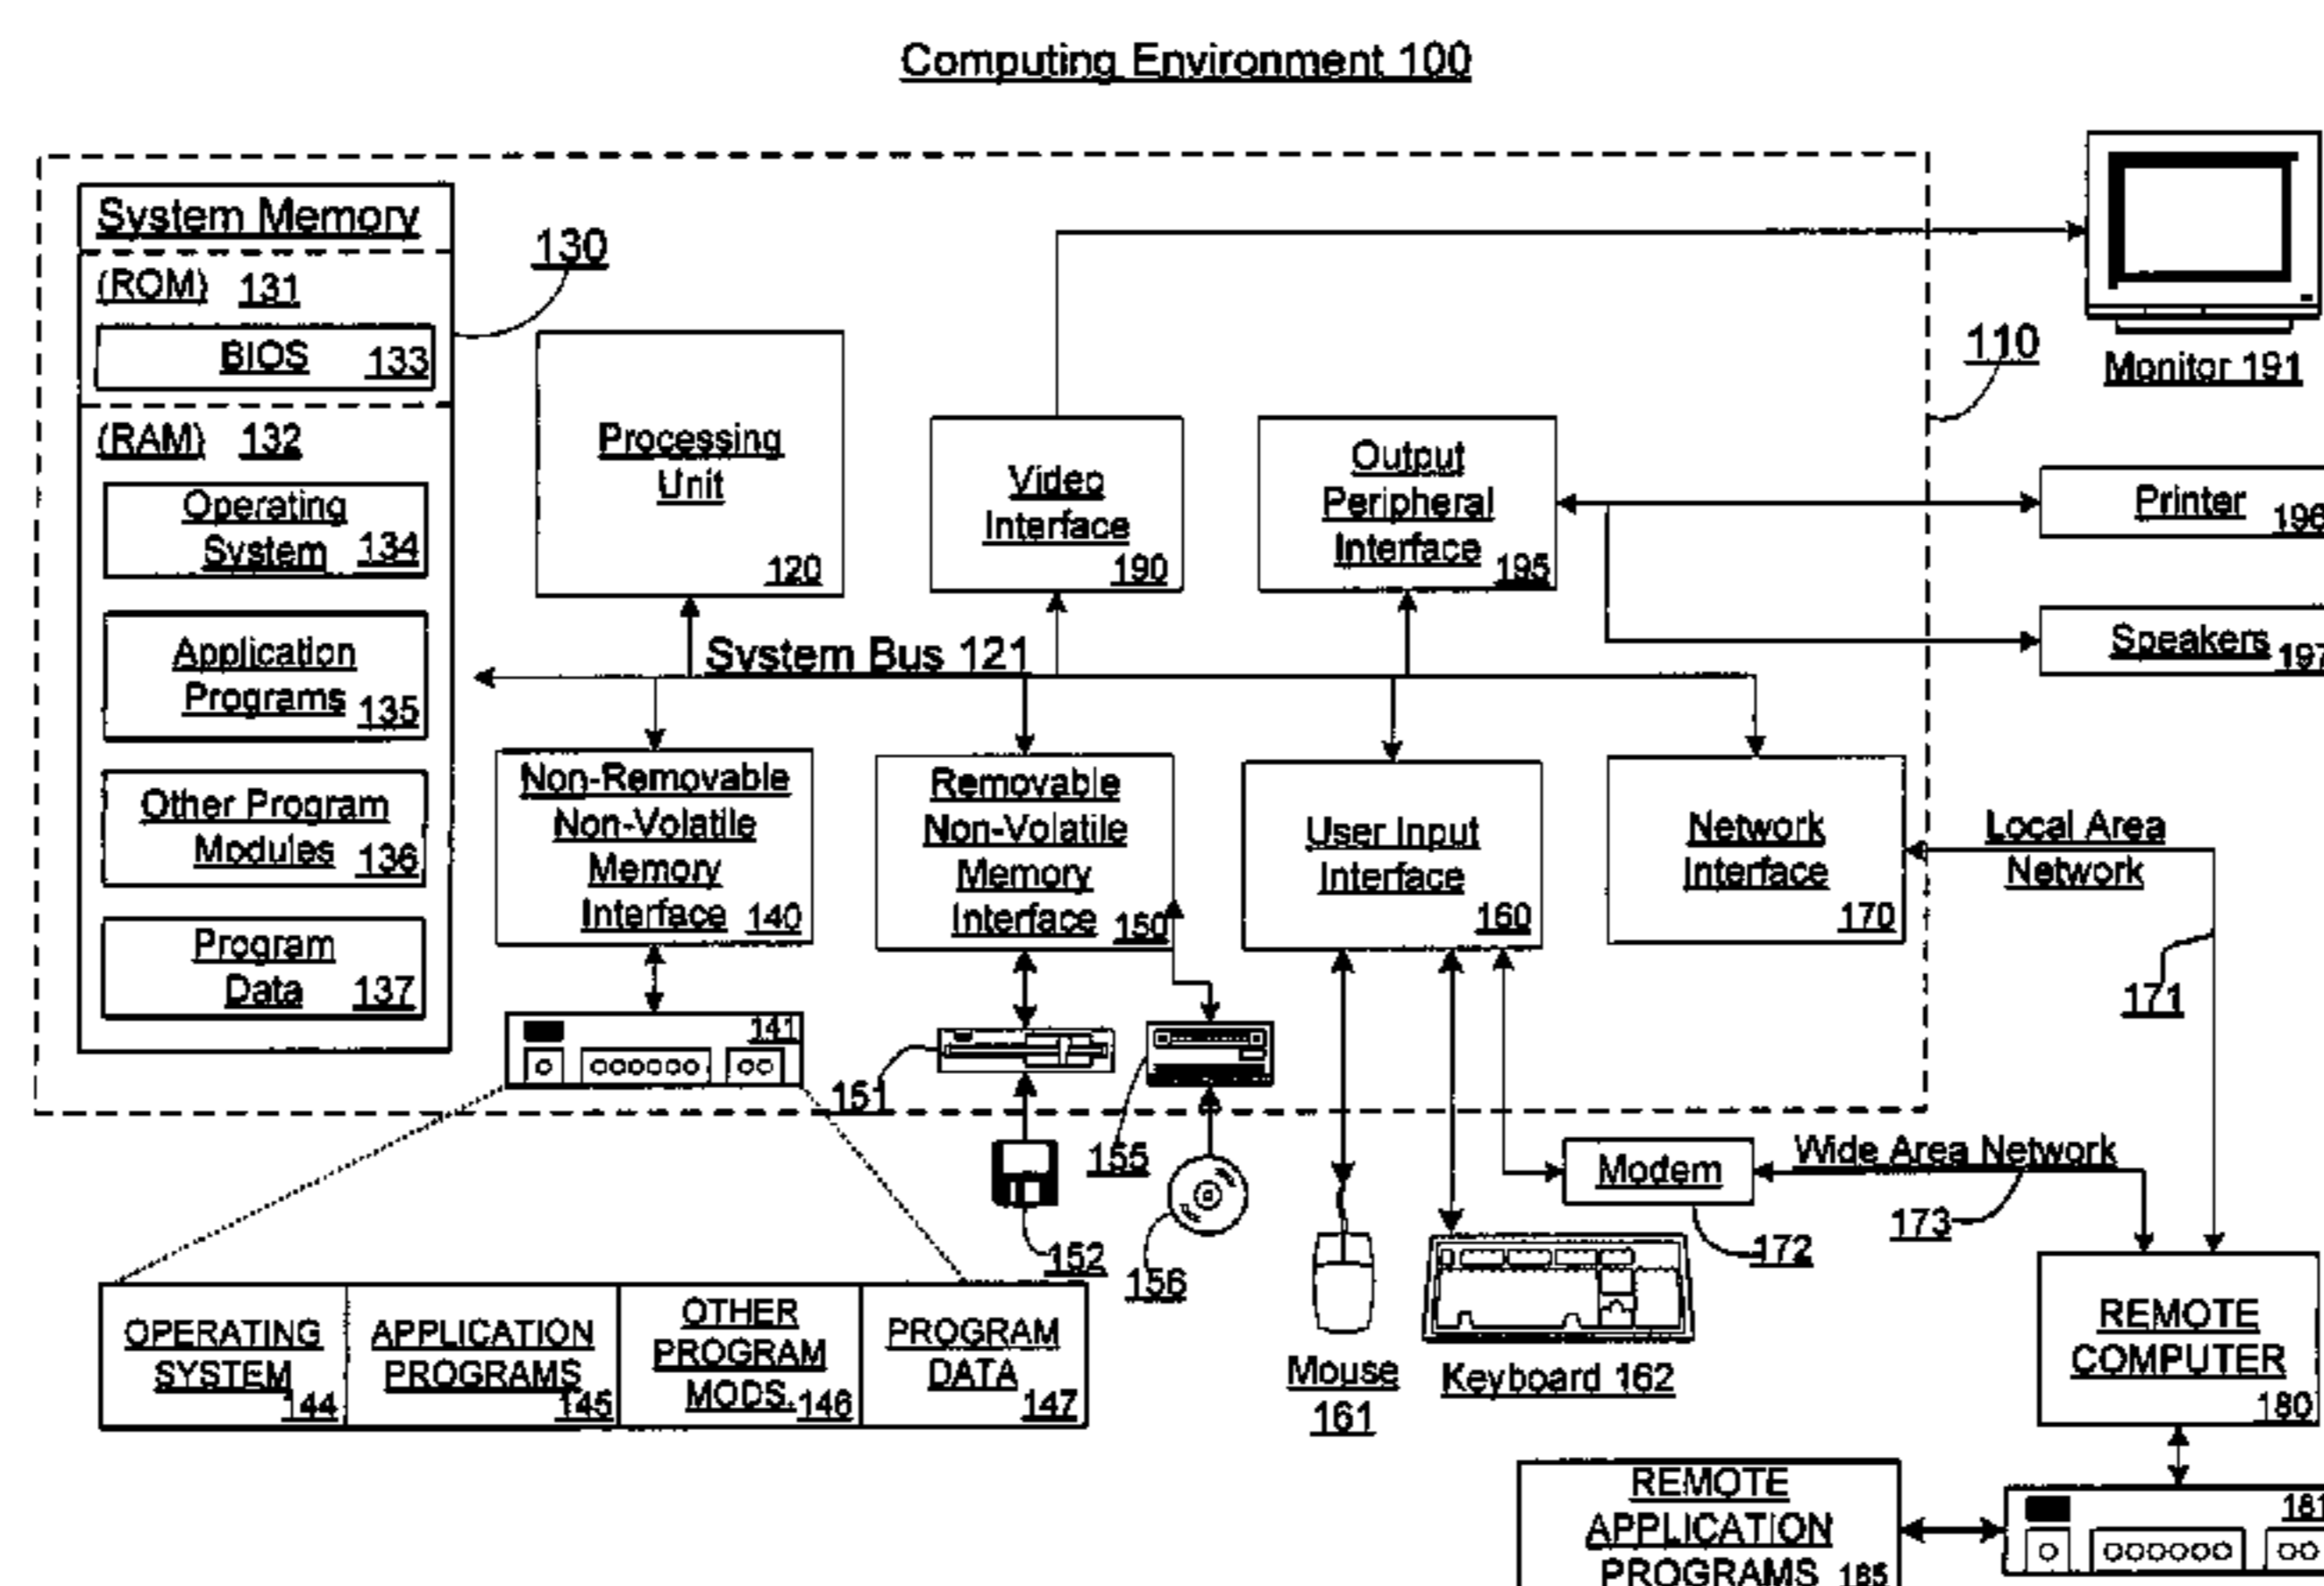 Computing Environment 100
System Memory
(ROM) 131
BIOS 133
(RAM) 132
Operating
System 134
Application
Programs 135
Other Program
Modules 136
Program
Data 137
130
Processing
Unit
120
Video
Interface
190
Output
Peripheral
Interface 195
110
Monitor 191
Printer 196
Speakers 197
System Bus 121
Non-Removable
Non-Volatile
Memory
Interface 140
Removable
Non-Volatile
Memory
Interface 150
User Input
Interface
160
Network
Interface
170
Local Area
Network
171
141
151
152
155
156
Modem
172
Wide Area Network
173
OPERATING
SYSTEM 144
APPLICATION
PROGRAMS 145
OTHER
PROGRAM
MODS. 146
PROGRAM
DATA 147
Mouse
161
Keyboard 162
REMOTE
COMPUTER
180
181
REMOTE
APPLICATION
PROGRAMS 185